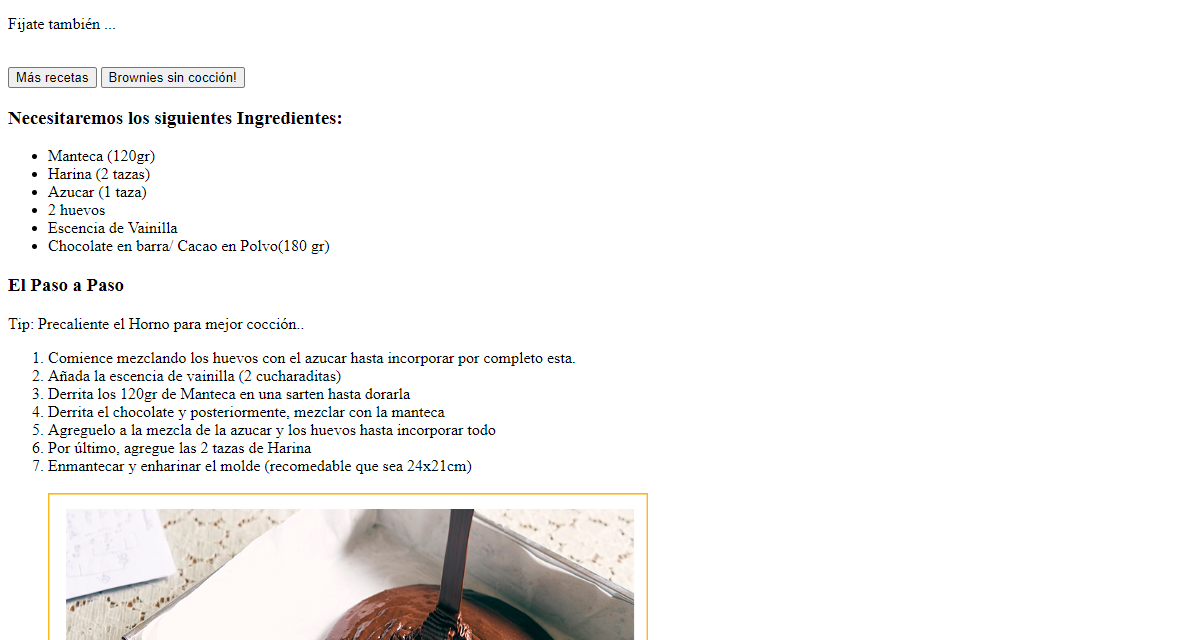 Fijate también ...
Más recetas Brownies sin cocción!
Necesitaremos los siguientes Ingredientes:
Manteca (120gr)
Harina (2 tazas)
Azucar (1 taza)
2 huevos
Escencia de Vainilla
Chocolate en barra/ Cacao en Polvo(180 gr)
El Paso a Paso
Tip: Precaliente el Horno para mejor cocción..
1. Comience mezclando los huevos con el azucar hasta incorporar por completo esta.
2. Añada la escencia de vainilla (2 cucharaditas)
3. Derrita los 120gr de Manteca en una sarten hasta dorarla
4. Derrita el chocolate y posteriormente, mezclar con la manteca
5. Agreguelo a la mezcla de la azucar y los huevos hasta incorporar todo
6. Por último, agregue las 2 tazas de Harina
7. Enmantecar y enharinar el molde (recomedable que sea 24x21cm)